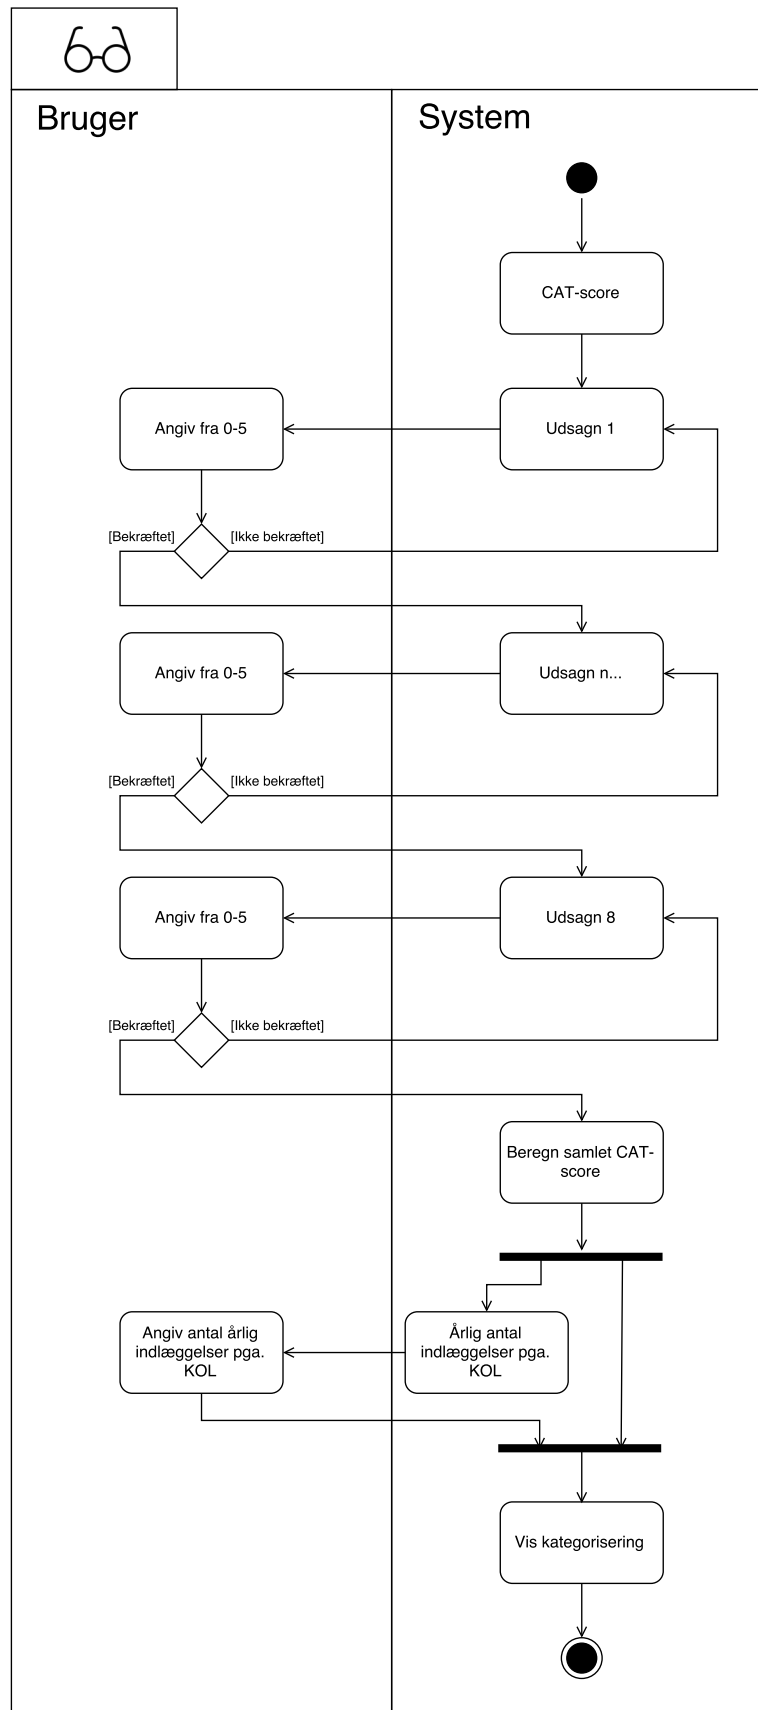 Bruger
System
CAT-score
Angiv fra 0-5
Udsagn 1
[Bekræftet]
[Ikke bekræftet]
Angiv fra 0-5
Udsagn n...
[Bekræftet]
[Ikke bekræftet]
Angiv fra 0-5
Udsagn 8
[Bekræftet]
[Ikke bekræftet]
Beregn samlet CAT-
score
Angiv antal årlig
indlæggelser pga.
KOL
Årlig antal
indlæggelser pga.
KOL
Vis kategorisering